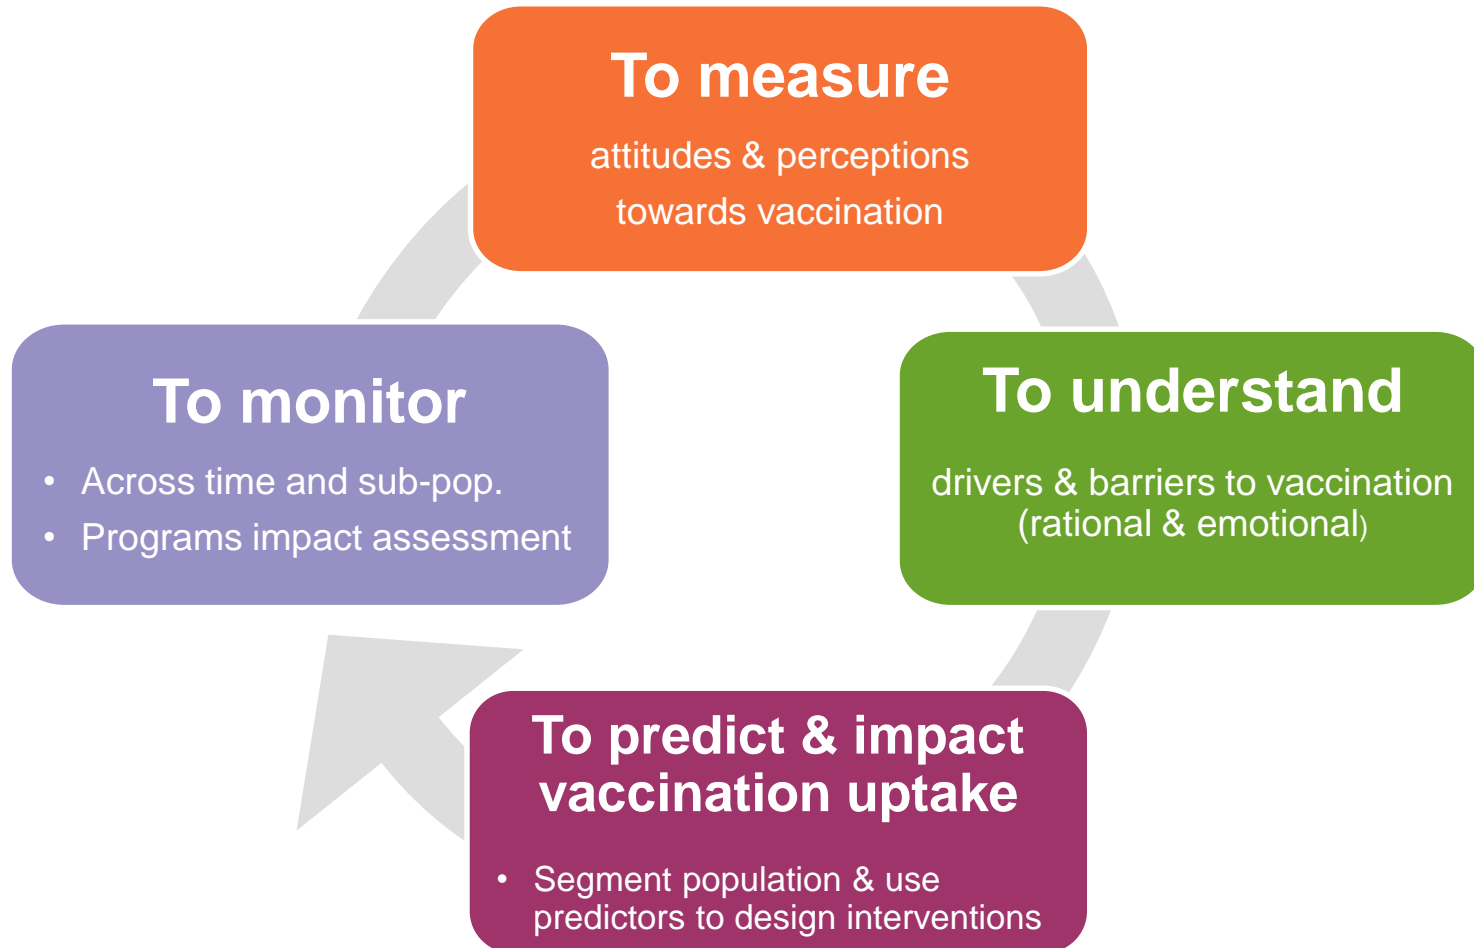 To measure
attitudes & perceptions
towards vaccination
To understand
drivers & barriers to vaccination
(rational & emotional)
To predict & impact
vaccination uptake
• Segment population & use
predictors to design interventions
To monitor
• Across time and sub-pop.
• Programs impact assessment